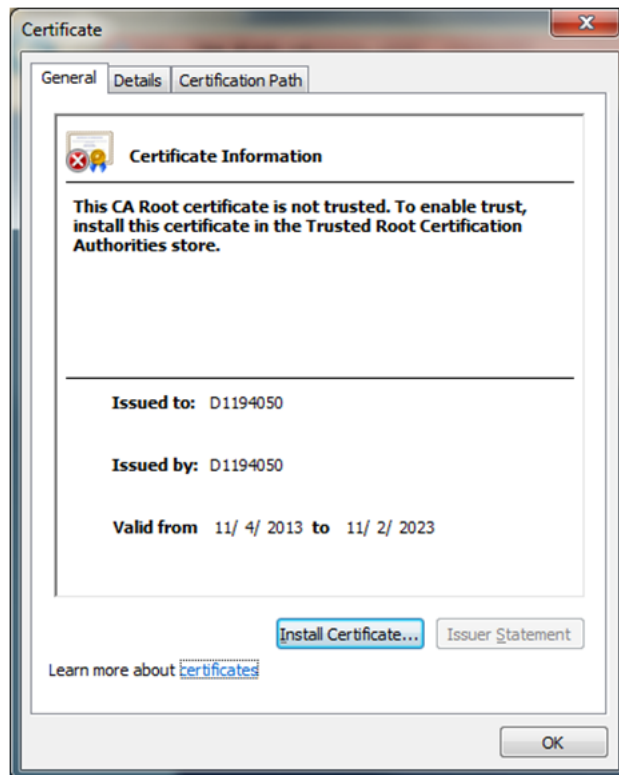 Certificate
General
Details
Certification Path
Certificate Information
This CA Root certificate is not trusted. To enable trust,
install this certificate in the Trusted Root Certification
Authorities store.
Issued to: D1194050
Issued by: D1194050
Valid from 11/ 4/ 2013 to 11/ 2/ 2023
Install Certificate... Issuer Statement
Learn more about certificates
OK